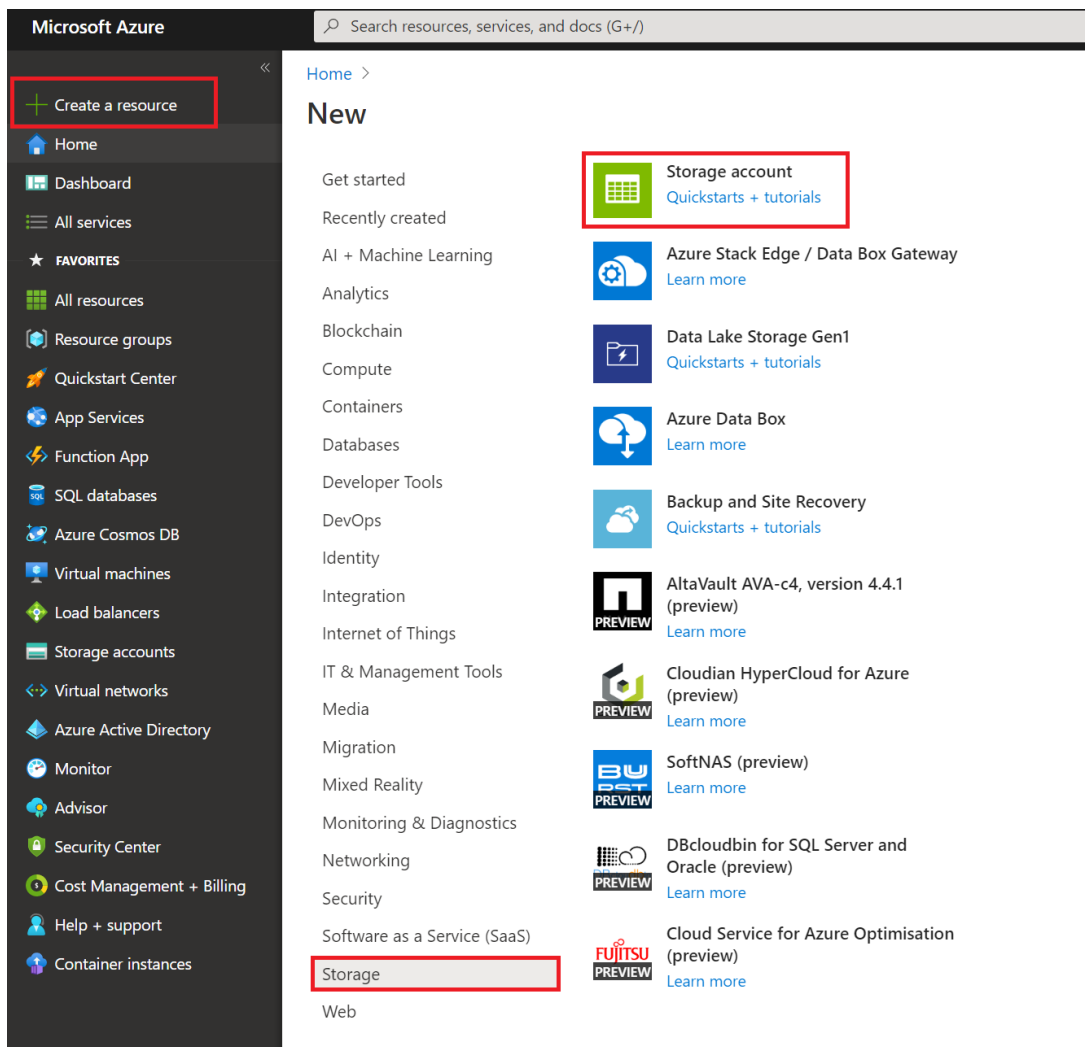 Microsoft Azure
Search resources, services, and docs (G+/)
«
Create a resource
Home
Dashboard
All services
FAVORITES
All resources
Resource groups
Quickstart Center
App Services
Function App
SQL databases
Azure Cosmos DB
Virtual machines
Load balancers
Storage accounts
Virtual networks
Azure Active Directory
Monitor
Advisor
Security Center
Cost Management + Billing
Help + support
Container instances
Home >
New
Get started
Recently created
AI + Machine Learning
Analytics
Blockchain
Compute
Containers
Databases
Developer Tools
DevOps
Identity
Integration
Internet of Things
IT & Management Tools
Media
Migration
Mixed Reality
Monitoring & Diagnostics
Networking
Security
Software as a Service (SaaS)
Storage
Web
Storage account
Quickstarts + tutorials
Azure Stack Edge / Data Box Gateway
Learn more
Data Lake Storage Gen1
Quickstarts + tutorials
Azure Data Box
Learn more
Backup and Site Recovery
Quickstarts + tutorials
PREVIEW
AltaVault AVA-c4, version 4.4.1
(preview)
Learn more
PREVIEW
Cloudian HyperCloud for Azure
(preview)
Learn more
BU
PREVIEW
SoftNAS (preview)
Learn more
PREVIEW
DBcloudbin for SQL Server and
Oracle (preview)
Learn more
FUJITSU
PREVIEW
Cloud Service for Azure Optimisation
(preview)
Learn more